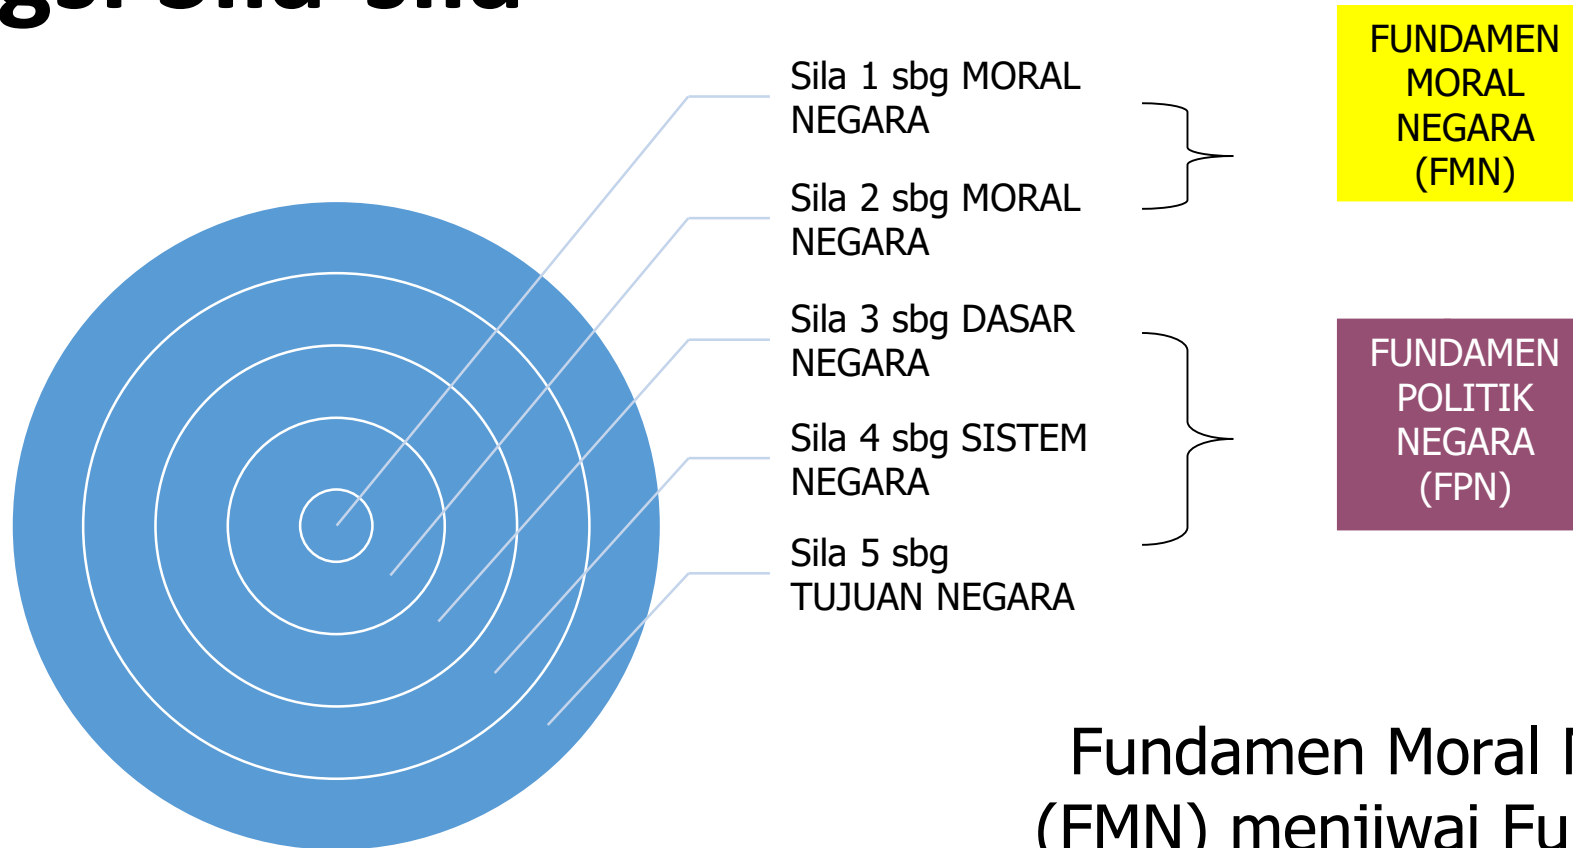 Sila 1 sbg MORAL
NEGARA
Sila 2 sbg MORAL
NEGARA
Sila 3 sbg DASAR
NEGARA
Sila 4 sbg SISTEM
NEGARA
Sila 5 sbg
TUJUAN NEGARA
FUNDAMEN
MORAL
NEGARA
(FMN)
FUNDAMEN
POLITIK
NEGARA
(FPN)
Fundamen Moral
(FMN) menjiwai